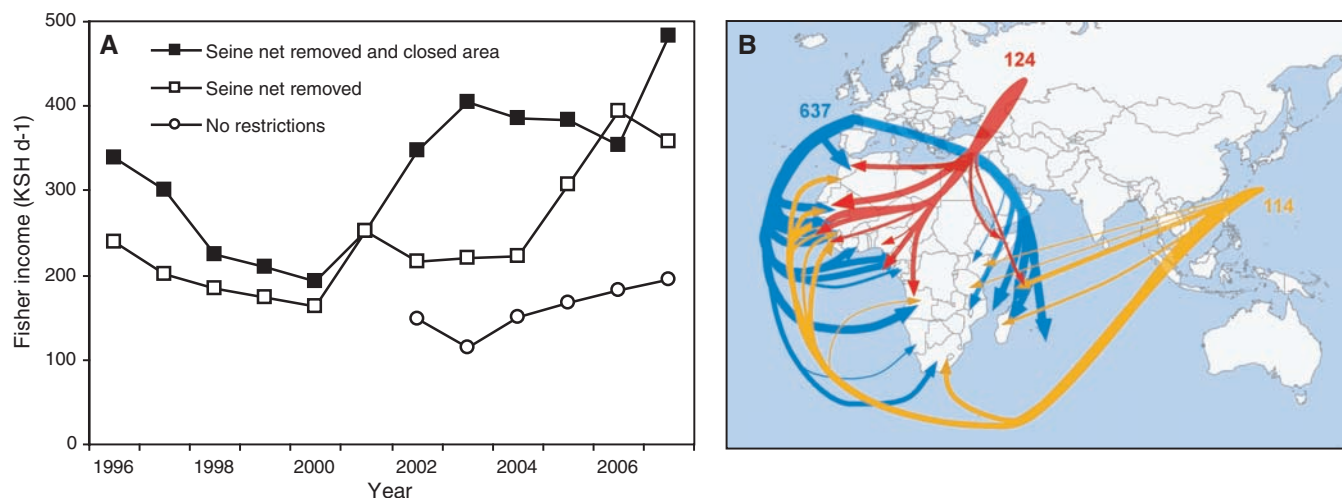 A
Seine net removed and closed area
Seine net removed
No restrictions
Fisher income (KSH d-1)
500
400
300
200
100
0
1996
1998
2000
2002
2004
2006
Year
B
124
637
114